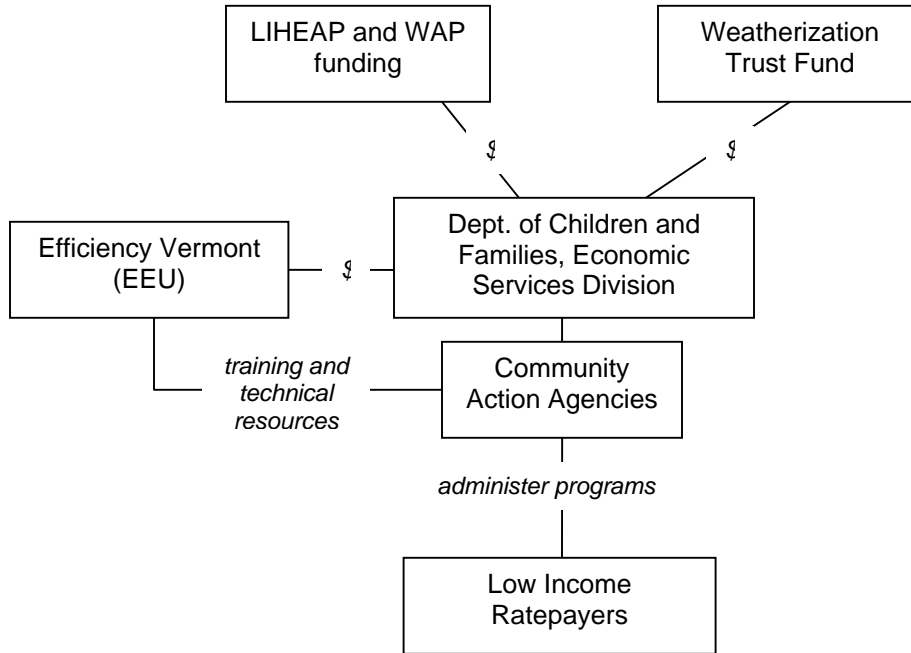 LIHEAP and WAP
funding
Weatherization
Trust Fund
$
$
Dept. of Children and
Families, Economic
Services Division
Efficiency Vermont
(EEU)
$
training and
technical
resources
Community
Action Agencies
administer programs
Low Income
Ratepayers